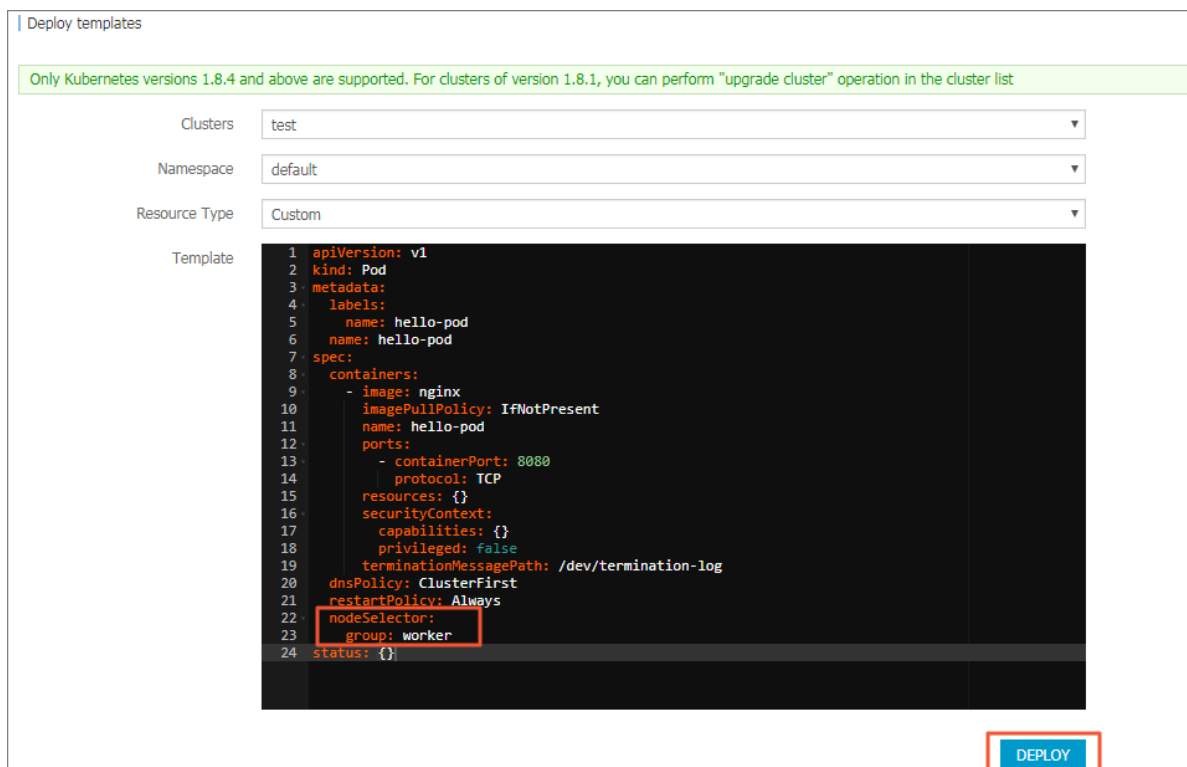 Deploy templates
Only Kubernetes versions 1.8.4 and above are supported. For clusters of version 1.8.1, you can perform "upgrade cluster" operation in the cluster list
Clusters test
Namespace default
Resource Type Custom
Template
1 apiVersion: v1
2 kind: Pod
3 metadata:
4   labels:
5     name: hello-pod
6   name: hello-pod
7 spec:
8   containers:
9     - image: nginx
10       imagePullPolicy: IfNotPresent
11       name: hello-pod
12       ports:
13         - containerPort: 8080
14           protocol: TCP
15       resources: {}
16       securityContext:
17         capabilities: {}
18         privileged: false
19       terminationMessagePath: /dev/termination-log
20   dnsPolicy: ClusterFirst
21   restartPolicy: Always
22   nodeSelector:
23     group: worker
24 status: {}
DEPLOY